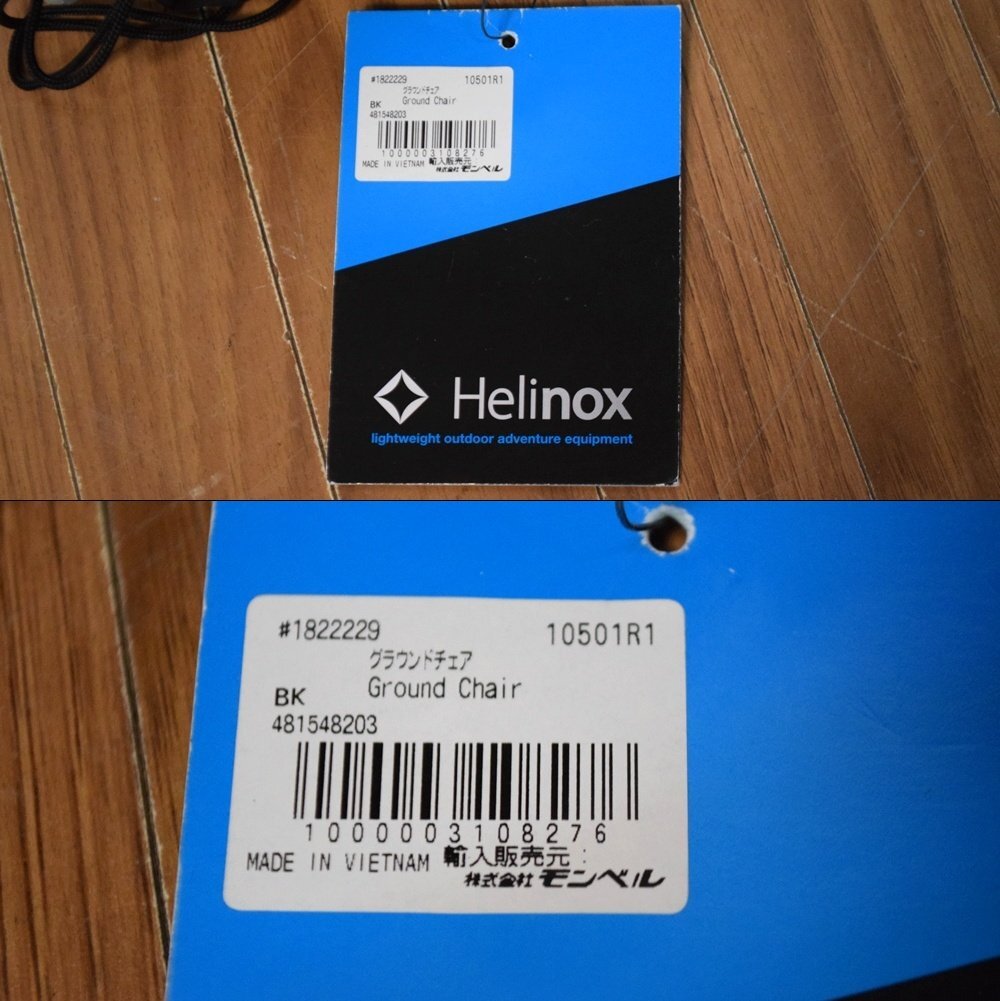 #1822229 10501R1
グラウンドチェア
BK Ground Chair
481548203
1000003108276
MADE IN VIETNAM 輸入販売元
株式会社 モンベル
Helinox
lightweight outdoor adventure equipment
#1822229 10501R1
グラウンドチェア
BK Ground Chair
481548203
1000003108276
MADE IN VIETNAM 輸入販売元:
株式会社 モンベル